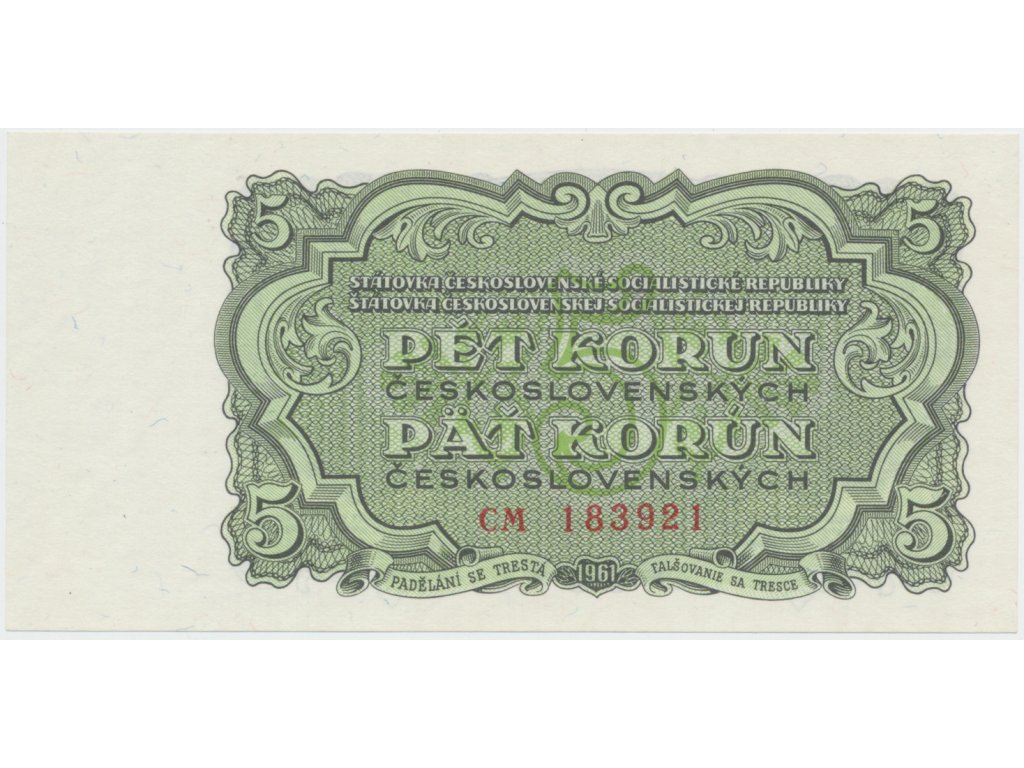 5 5
STÁTOVKA ČESKOSLOVENSKÉ SOCIALISTICKÉ REPUBLIKY
ŠTÁTOVKA ČESKOSLOVENSKEJ SOCIALISTICKEJ REPUBLIKY
PĚT KORUN
ČESKOSLOVENSKÝCH
PÄŤ KORÚN
ČESKOSLOVENSKÝCH
5 5
CM 183921
PADĚLÁNÍ SE TRESTÁ 1961 FALŠOVANIE SA TRESCE